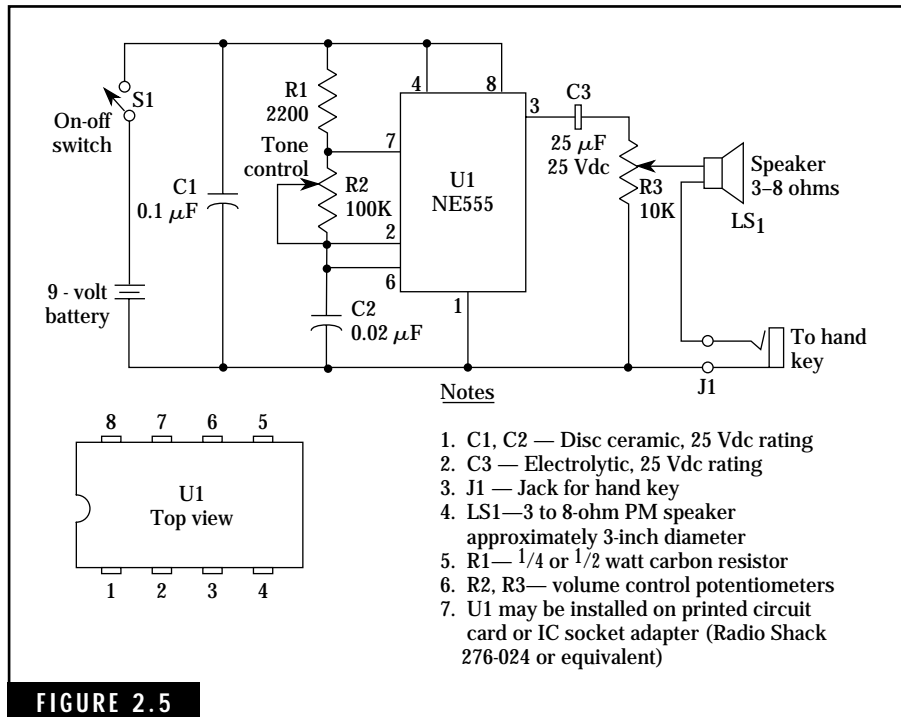 S1
On-off
switch
C1
0.1 μF
9 - volt
battery
R1
2200
Tone
control
R2
100K
C2
0.02 μF
4
8
7
2
6
1
3
U1
NE555
C3
25 μF
25 Vdc
R3
10K
Speaker
3–8 ohms
LS1
To hand
key
J1
8 7 6 5
U1
Top view
1 2 3 4
Notes
1. C1, C2 — Disc ceramic, 25 Vdc rating
2. C3 — Electrolytic, 25 Vdc rating
3. J1 — Jack for hand key
4. LS1—3 to 8-ohm PM speaker
approximately 3-inch diameter
5. R1— 1/4 or 1/2 watt carbon resistor
6. R2, R3— volume control potentiometers
7. U1 may be installed on printed circuit
card or IC socket adapter (Radio Shack
276-024 or equivalent)
FIGURE 2.5